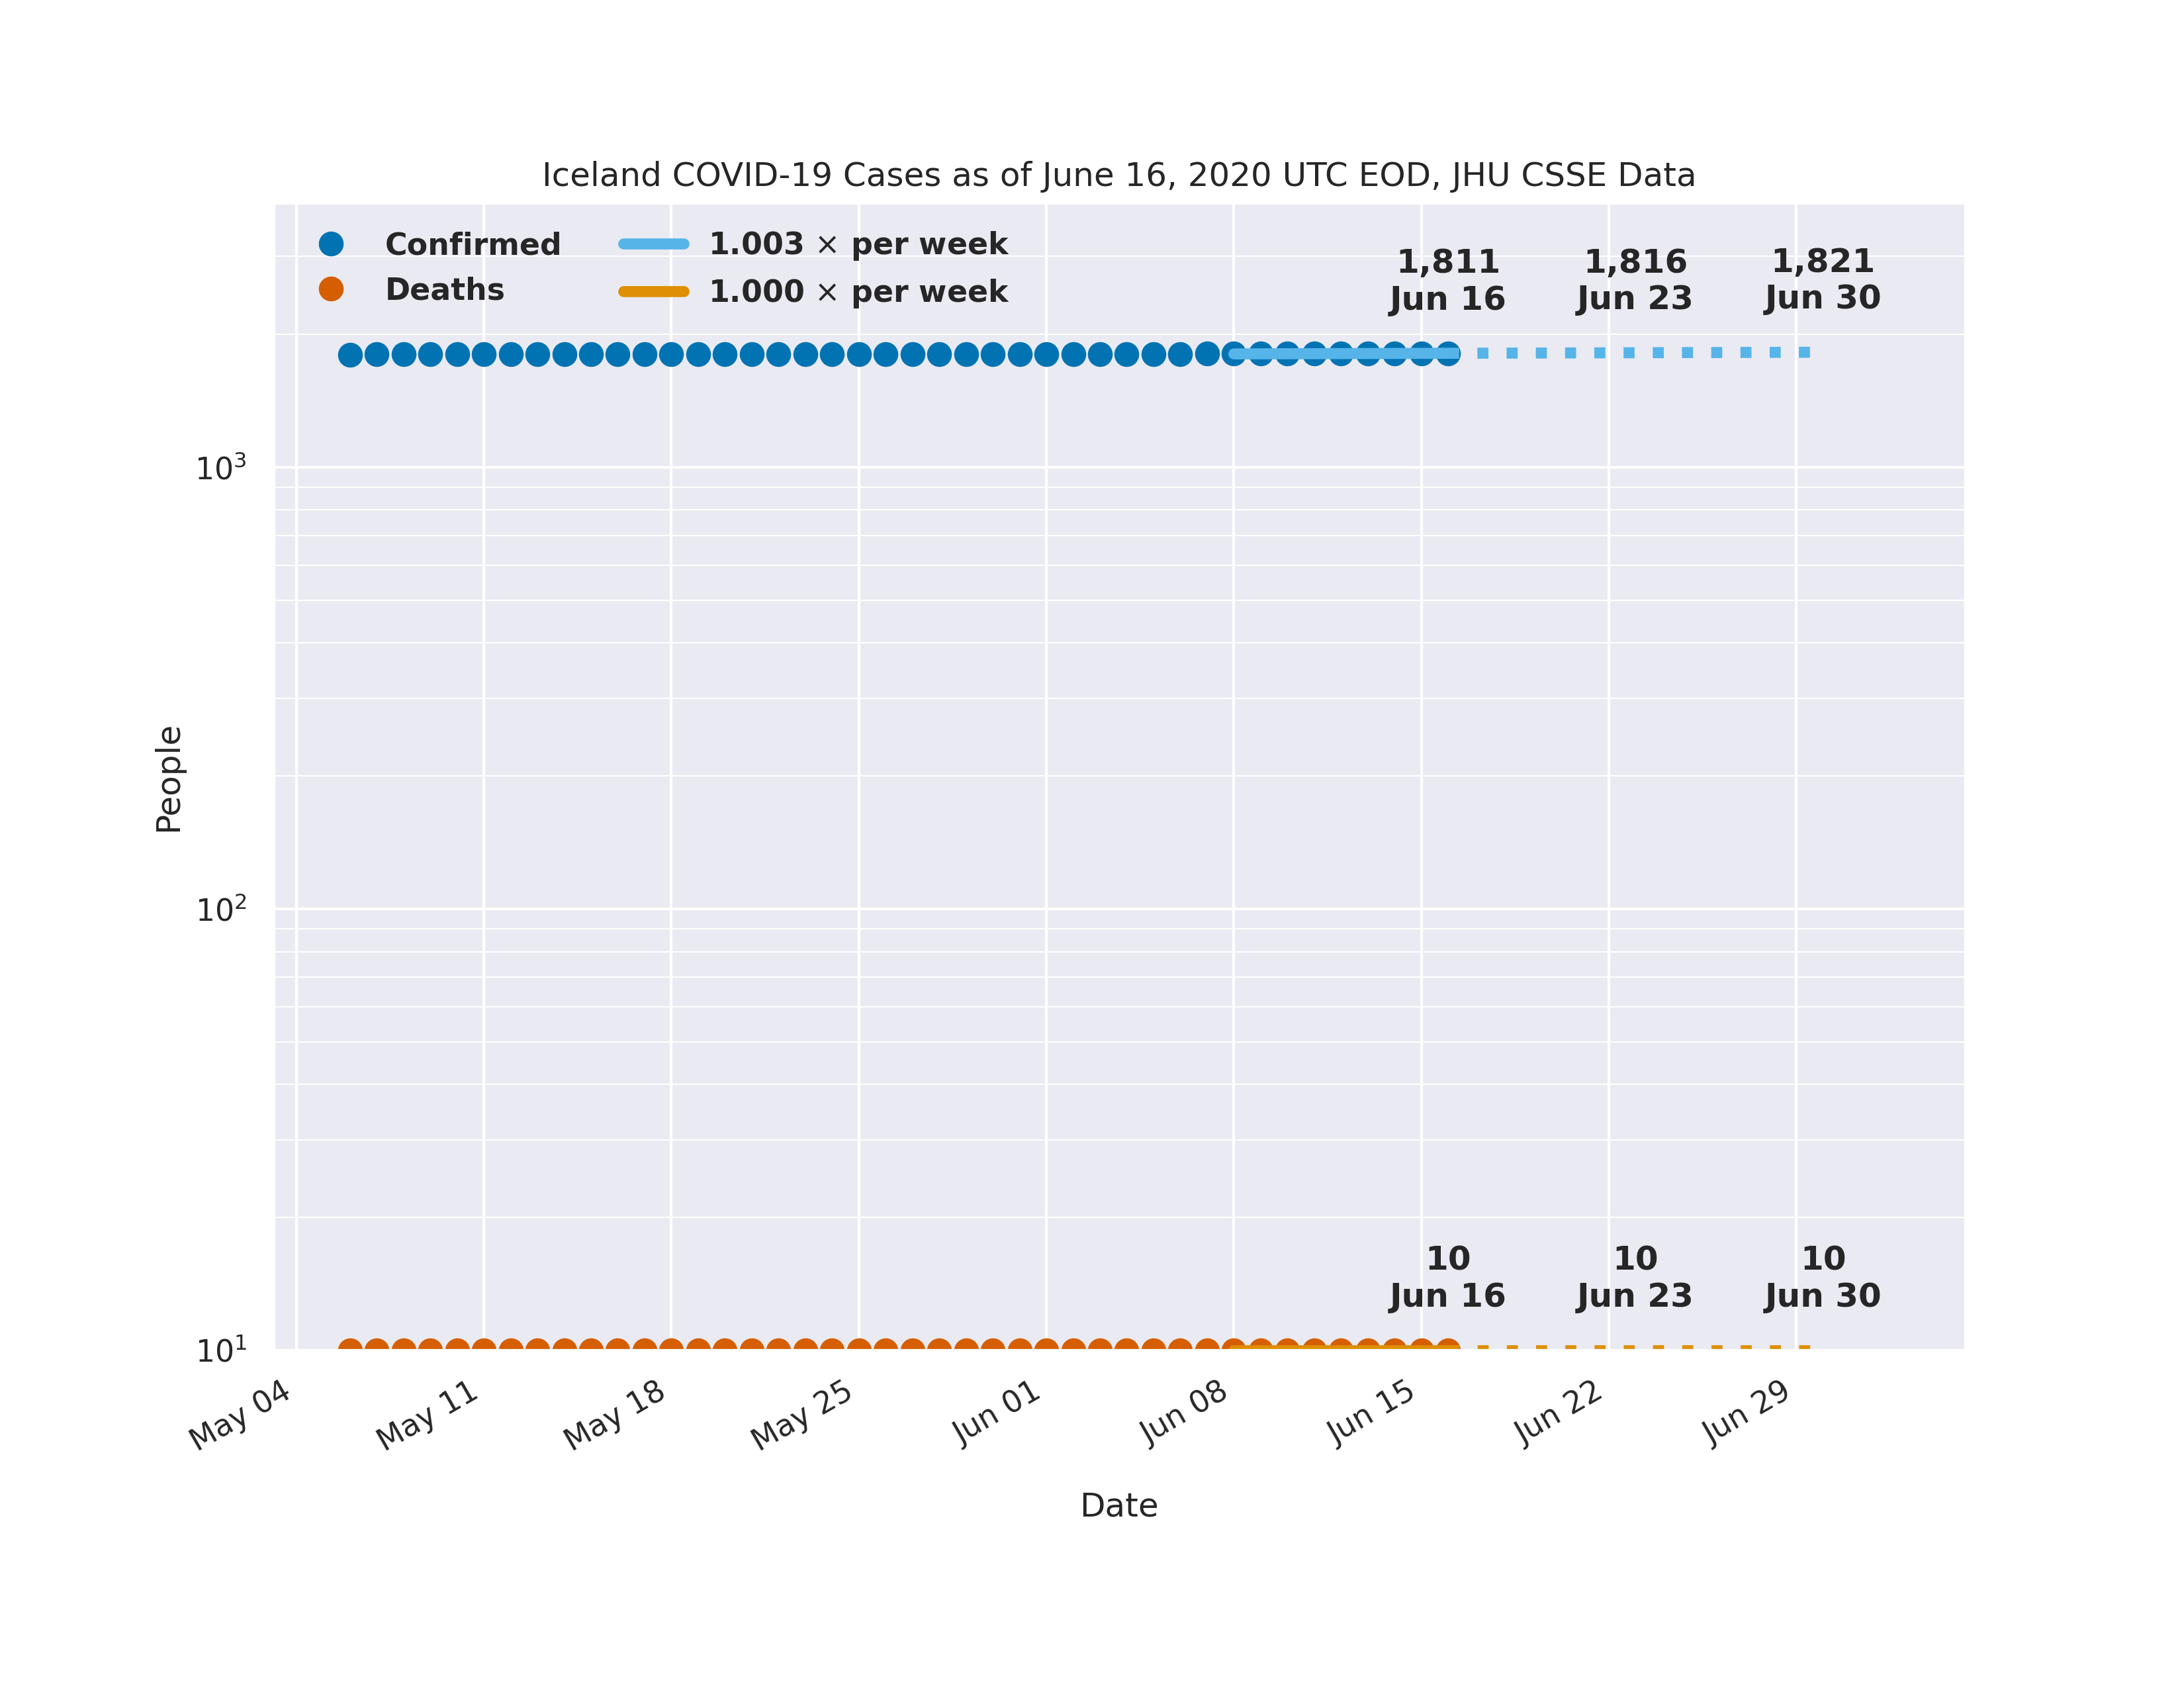 Iceland COVID-19 Cases as of June 16, 2020 UTC EOD, JHU CSSE Data
Confirmed
Deaths
1.003 × per week
1.000 × per week
1,811
Jun 16
1,816
Jun 23
1,821
Jun 30
10³
10²
10¹
People
10
Jun 16
10
Jun 23
10
Jun 30
May 04
May 11
May 18
May 25
Jun 01
Jun 08
Jun 15
Jun 22
Jun 29
Date